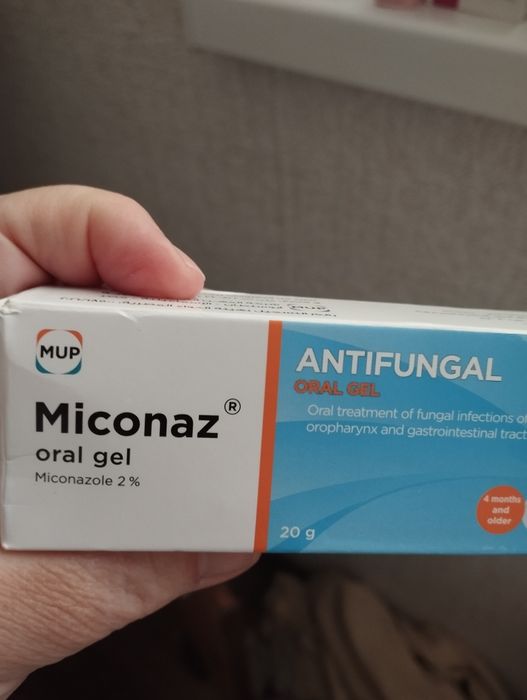 MUP
Miconaz®
oral gel
Miconazole 2 %
ANTIFUNGAL
ORAL GEL
Oral treatment of fungal infections of
oropharynx and gastrointestinal tract
4 months
and
older
20 g